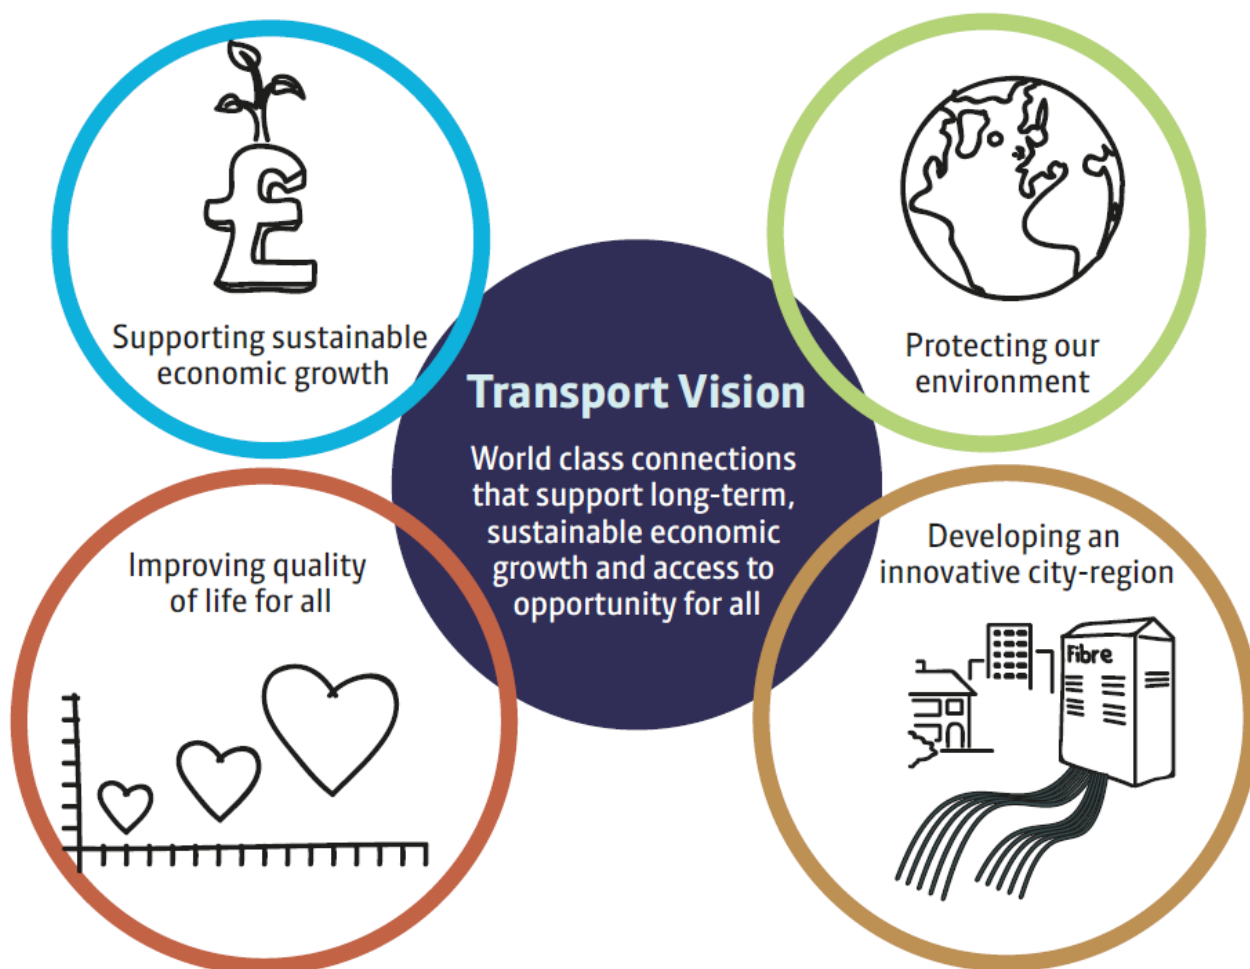 Supporting sustainable
economic growth
Protecting our
environment
Transport Vision
World class connections
that support long-term,
sustainable economic
growth and access to
opportunity for all
Improving quality
of life for all
Developing an
innovative city-region
Fibre